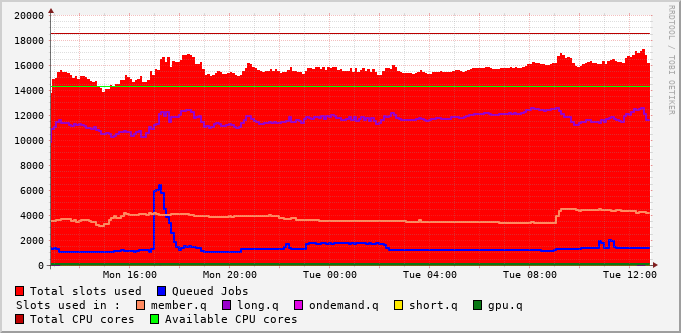 20000
18000
16000
14000
12000
10000
8000
6000
4000
2000
0
Mon 16:00 Mon 20:00 Tue 00:00 Tue 04:00 Tue 08:00 Tue 12:00
Total slots used Queued Jobs
Slots used in : member.q long.q ondemand.q short.q gpu.q
Total CPU cores Available CPU cores
RRDTOOL / TOBI OETIKER